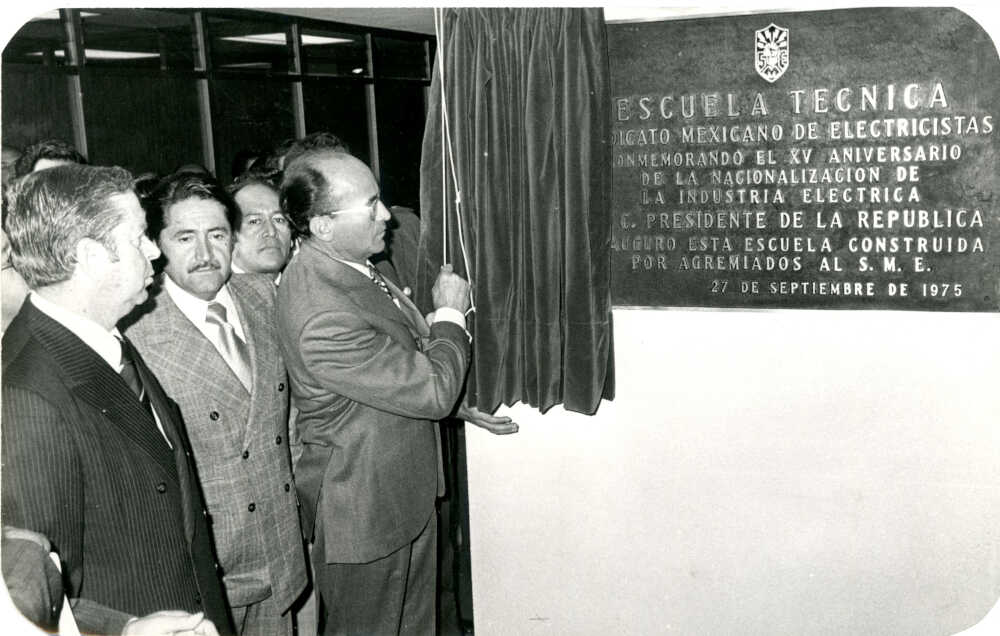 ESCUELA TECNICA
DICATO MEXICANO DE ELECTRICISTAS
ONMEMORANDO EL XV ANIVERSARIO
DE LA NACIONALIZACION DE
LA INDUSTRIA ELECTRICA
C. PRESIDENTE DE LA REPUBLICA
AUGURO ESTA ESCUELA CONSTRUIDA
POR AGREMIADOS AL S. M. E.
27 DE SEPTIEMBRE DE 1975